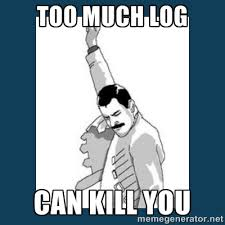 TOO MUCH LOG
CAN KILL YOU
memegenerator.net